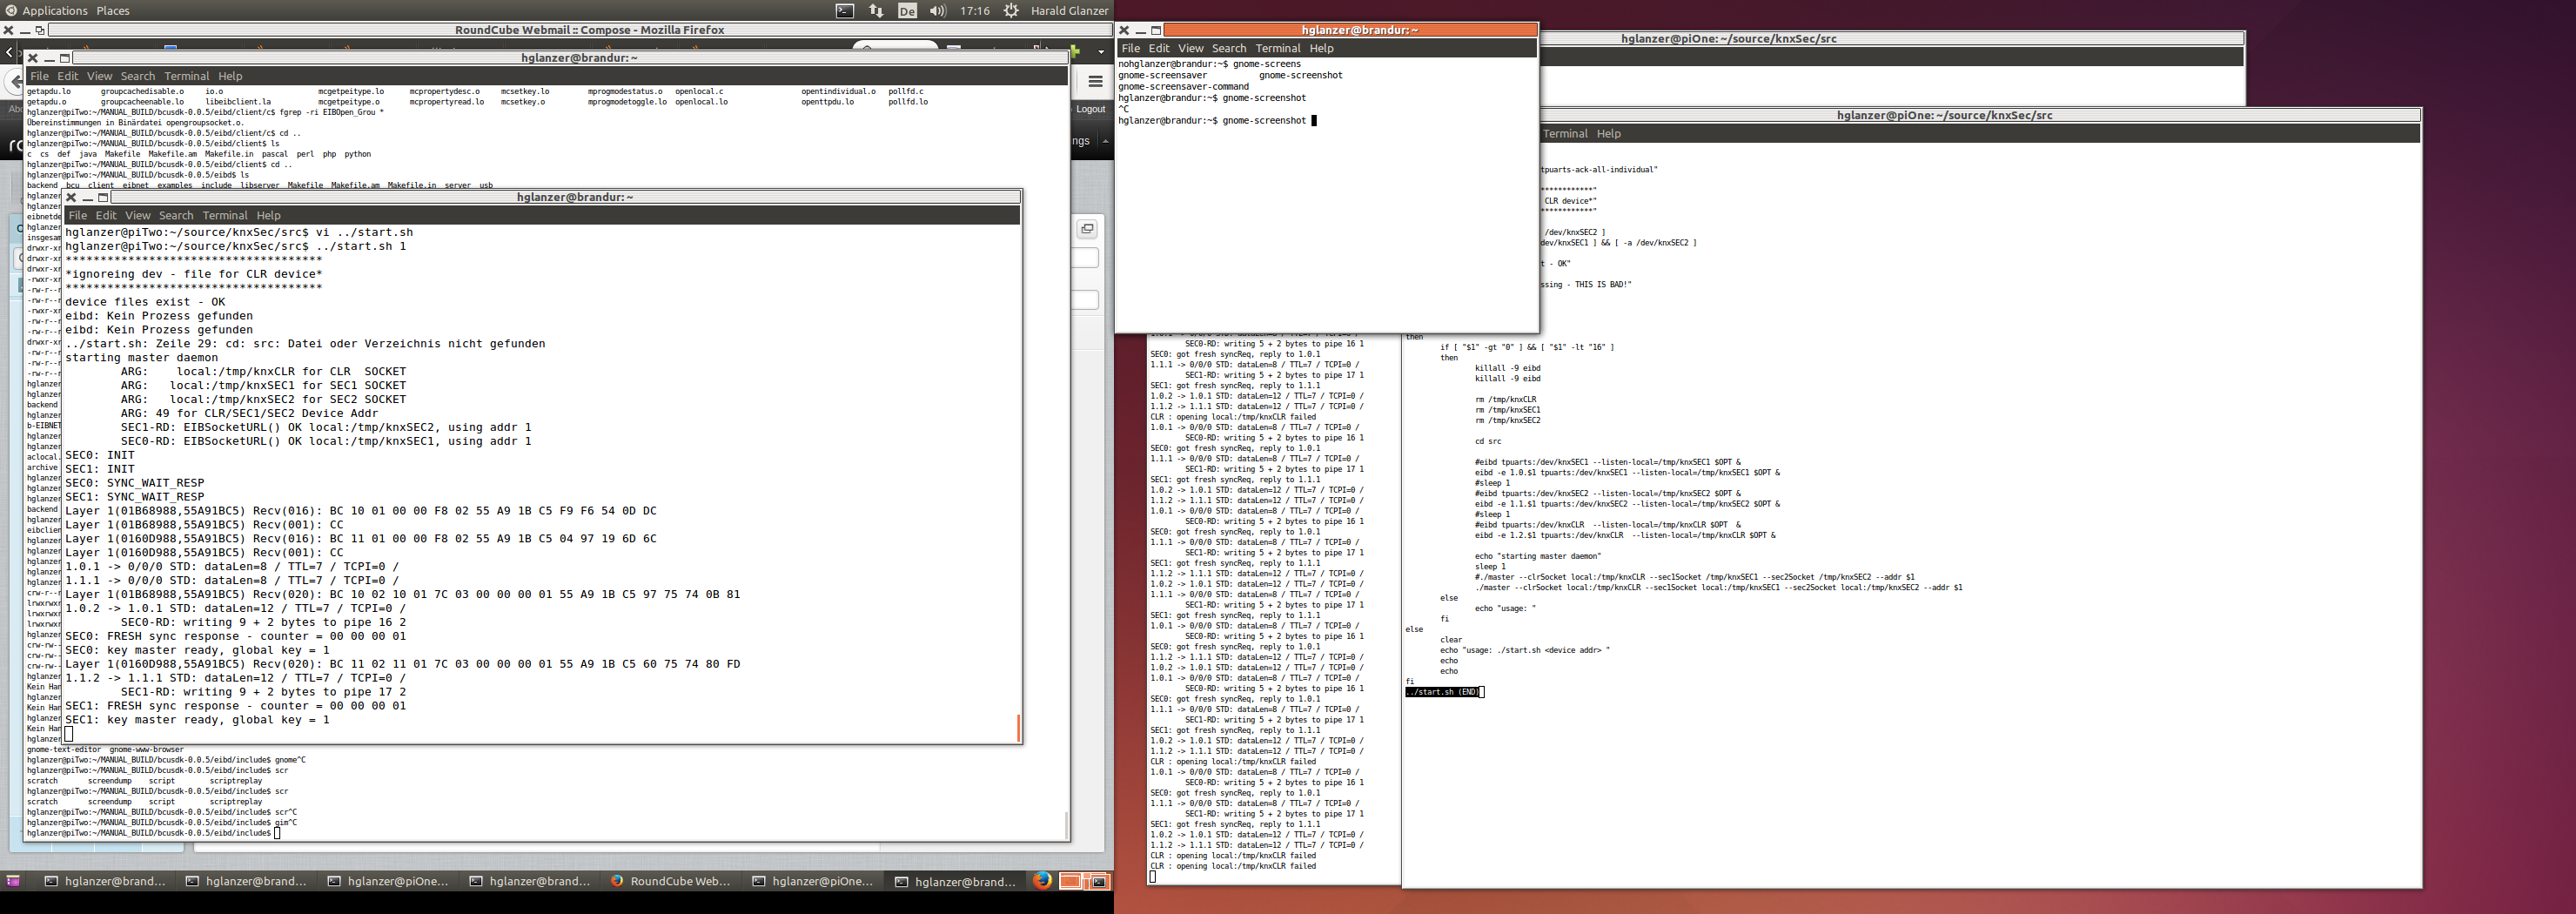 Applications Places
De
17:16
Harald Glanzer
RoundCube Webmail :: Compose - Mozilla Firefox
hglanzer@brandur: ~
File Edit View Search Terminal Help
getapdu.lo groupcachedisable.o io.o mcgetpeitype.lo mcpropertydesc.o mcsetkey.lo mprogmodestatus.o openlocal.c opentindividual.o pollfd.c
getapdu.o groupcacheenable.lo libeibclient.la mcgetpeitype.o mcpropertyread.lo mcsetkey.o mprogmodetoggle.lo openlocal.lo openttpdu.lo pollfd.lo
hglanzer@piTwo:~/MANUAL_BUILD/bcusdk-0.0.5/eibd/client/c$ fgrep -ri EIBOpen_Grou *
Übereinstimmungen in Binärdatei opengroupsocket.o.
hglanzer@piTwo:~/MANUAL_BUILD/bcusdk-0.0.5/eibd/client/c$ cd ..
hglanzer@piTwo:~/MANUAL_BUILD/bcusdk-0.0.5/eibd/client$ ls
c cs def java Makefile Makefile.am Makefile.in pascal perl php python
hglanzer@piTwo:~/MANUAL_BUILD/bcusdk-0.0.5/eibd/client$ cd ..
hglanzer@piTwo:~/MANUAL_BUILD/bcusdk-0.0.5/eibd$ ls
backend bcu client eibnet examples include libserver Makefile Makefile.am Makefile.in server usb
Logout
ngs
hglanzer@brandur: ~
File Edit View Search Terminal Help
hglanzer@piTwo:~/source/knxSec/src$ vi ../start.sh
hglanzer@piTwo:~/source/knxSec/src$ ../start.sh 1
*************************************
*ignoreing dev - file for CLR device*
*************************************
device files exist - OK
eibd: Kein Prozess gefunden
eibd: Kein Prozess gefunden
../start.sh: Zeile 29: cd: src: Datei oder Verzeichnis nicht gefunden
starting master daemon
ARG: local:/tmp/knxCLR for CLR SOCKET
ARG: local:/tmp/knxSEC1 for SEC1 SOCKET
ARG: local:/tmp/knxSEC2 for SEC2 SOCKET
ARG: 49 for CLR/SEC1/SEC2 Device Addr
SEC1-RD: EIBSocketURL() OK local:/tmp/knxSEC2, using addr 1
SEC0-RD: EIBSocketURL() OK local:/tmp/knxSEC1, using addr 1
SEC0: INIT
SEC1: INIT
SEC0: SYNC_WAIT_RESP
SEC1: SYNC_WAIT_RESP
Layer 1(01B68988,55A91BC5) Recv(016): BC 10 01 00 00 F8 02 55 A9 1B C5 F9 F6 54 0D DC
Layer 1(01B68988,55A91BC5) Recv(001): CC
Layer 1(0160D988,55A91BC5) Recv(016): BC 11 01 00 00 F8 02 55 A9 1B C5 04 97 19 6D 6C
Layer 1(0160D988,55A91BC5) Recv(001): CC
1.0.1 -> 0/0/0 STD: dataLen=8 / TTL=7 / TCPI=0 /
1.1.1 -> 0/0/0 STD: dataLen=8 / TTL=7 / TCPI=0 /
Layer 1(01B68988,55A91BC5) Recv(020): BC 10 02 10 01 7C 03 00 00 00 01 55 A9 1B C5 97 75 74 0B 81
1.0.2 -> 1.0.1 STD: dataLen=12 / TTL=7 / TCPI=0 /
SEC0-RD: writing 9 + 2 bytes to pipe 16 2
SEC0: FRESH sync response - counter = 00 00 00 01
SEC0: key master ready, global key = 1
Layer 1(0160D988,55A91BC5) Recv(020): BC 11 02 11 01 7C 03 00 00 00 01 55 A9 1B C5 60 75 74 80 FD
1.1.2 -> 1.1.1 STD: dataLen=12 / TTL=7 / TCPI=0 /
SEC1-RD: writing 9 + 2 bytes to pipe 17 2
SEC1: FRESH sync response - counter = 00 00 00 01
SEC1: key master ready, global key = 1
gnome-text-editor gnome-www-browser
hglanzer@piTwo:~/MANUAL_BUILD/bcusdk-0.0.5/eibd/include$ gnome^C
hglanzer@piTwo:~/MANUAL_BUILD/bcusdk-0.0.5/eibd/include$ scr
scratch screendump script scriptreplay
hglanzer@piTwo:~/MANUAL_BUILD/bcusdk-0.0.5/eibd/include$ scr
scratch screendump script scriptreplay
hglanzer@piTwo:~/MANUAL_BUILD/bcusdk-0.0.5/eibd/include$ scr^C
hglanzer@piTwo:~/MANUAL_BUILD/bcusdk-0.0.5/eibd/include$ gim^C
hglanzer@piTwo:~/MANUAL_BUILD/bcusdk-0.0.5/eibd/include$
hglanzer@brand... hglanzer@brand... hglanzer@piOne... hglanzer@brand... RoundCube Web... hglanzer@piOne... hglanzer@brand...
hglanzer@brandur: ~
File Edit View Search Terminal Help
nohglanzer@brandur:~$ gnome-screens
gnome-screensaver gnome-screenshot
gnome-screensaver-command
hglanzer@brandur:~$ gnome-screenshot
^C
hglanzer@brandur:~$ gnome-screenshot
hglanzer@piOne: ~/source/knxSec/src
hglanzer@piOne: ~/source/knxSec/src
Terminal Help
tpuarts-ack-all-individual"
************"
CLR device*"
************"
/dev/knxSEC2 ]
dev/knxSEC1 ] && [ -a /dev/knxSEC2 ]
t - OK"
ssing - THIS IS BAD!"
then
if [ "$1" -gt "0" ] && [ "$1" -lt "16" ]
then
killall -9 eibd
killall -9 eibd
rm /tmp/knxCLR
rm /tmp/knxSEC1
rm /tmp/knxSEC2
cd src
#eibd tpuarts:/dev/knxSEC1 --listen-local=/tmp/knxSEC1 $OPT &
eibd -e 1.0.$1 tpuarts:/dev/knxSEC1 --listen-local=/tmp/knxSEC1 $OPT &
#sleep 1
#eibd tpuarts:/dev/knxSEC2 --listen-local=/tmp/knxSEC2 $OPT &
eibd -e 1.1.$1 tpuarts:/dev/knxSEC2 --listen-local=/tmp/knxSEC2 $OPT &
#sleep 1
#eibd tpuarts:/dev/knxCLR --listen-local=/tmp/knxCLR $OPT &
eibd -e 1.2.$1 tpuarts:/dev/knxCLR --listen-local=/tmp/knxCLR $OPT &
echo "starting master daemon"
sleep 1
#./master --clrSocket local:/tmp/knxCLR --sec1Socket /tmp/knxSEC1 --sec2Socket /tmp/knxSEC2 --addr $1
./master --clrSocket local:/tmp/knxCLR --sec1Socket local:/tmp/knxSEC1 --sec2Socket local:/tmp/knxSEC2 --addr $1
else
echo "usage: "
fi
else
clear
echo "usage: ./start.sh <device addr> "
echo
echo
fi
../start.sh (END)
SEC0-RD: writing 5 + 2 bytes to pipe 16 1
SEC0: got fresh syncReq, reply to 1.0.1
1.1.1 -> 0/0/0 STD: dataLen=8 / TTL=7 / TCPI=0 /
SEC1-RD: writing 5 + 2 bytes to pipe 17 1
SEC1: got fresh syncReq, reply to 1.1.1
1.0.2 -> 1.0.1 STD: dataLen=12 / TTL=7 / TCPI=0 /
1.1.2 -> 1.1.1 STD: dataLen=12 / TTL=7 / TCPI=0 /
CLR : opening local:/tmp/knxCLR failed
1.0.1 -> 0/0/0 STD: dataLen=8 / TTL=7 / TCPI=0 /
SEC0-RD: writing 5 + 2 bytes to pipe 16 1
SEC0: got fresh syncReq, reply to 1.0.1
1.1.1 -> 0/0/0 STD: dataLen=8 / TTL=7 / TCPI=0 /
SEC1-RD: writing 5 + 2 bytes to pipe 17 1
SEC1: got fresh syncReq, reply to 1.1.1
1.0.2 -> 1.0.1 STD: dataLen=12 / TTL=7 / TCPI=0 /
1.1.2 -> 1.1.1 STD: dataLen=12 / TTL=7 / TCPI=0 /
1.0.1 -> 0/0/0 STD: dataLen=8 / TTL=7 / TCPI=0 /
SEC0-RD: writing 5 + 2 bytes to pipe 16 1
SEC0: got fresh syncReq, reply to 1.0.1
1.1.1 -> 0/0/0 STD: dataLen=8 / TTL=7 / TCPI=0 /
SEC1-RD: writing 5 + 2 bytes to pipe 17 1
SEC1: got fresh syncReq, reply to 1.1.1
1.1.2 -> 1.1.1 STD: dataLen=12 / TTL=7 / TCPI=0 /
1.0.2 -> 1.0.1 STD: dataLen=12 / TTL=7 / TCPI=0 /
1.1.1 -> 0/0/0 STD: dataLen=8 / TTL=7 / TCPI=0 /
SEC1-RD: writing 5 + 2 bytes to pipe 17 1
SEC1: got fresh syncReq, reply to 1.1.1
1.0.1 -> 0/0/0 STD: dataLen=8 / TTL=7 / TCPI=0 /
SEC0-RD: writing 5 + 2 bytes to pipe 16 1
SEC0: got fresh syncReq, reply to 1.0.1
1.1.2 -> 1.1.1 STD: dataLen=12 / TTL=7 / TCPI=0 /
1.0.2 -> 1.0.1 STD: dataLen=12 / TTL=7 / TCPI=0 /
1.0.1 -> 0/0/0 STD: dataLen=8 / TTL=7 / TCPI=0 /
SEC0-RD: writing 5 + 2 bytes to pipe 16 1
SEC0: got fresh syncReq, reply to 1.0.1
1.1.1 -> 0/0/0 STD: dataLen=8 / TTL=7 / TCPI=0 /
SEC1-RD: writing 5 + 2 bytes to pipe 17 1
SEC1: got fresh syncReq, reply to 1.1.1
1.0.2 -> 1.0.1 STD: dataLen=12 / TTL=7 / TCPI=0 /
1.1.2 -> 1.1.1 STD: dataLen=12 / TTL=7 / TCPI=0 /
CLR : opening local:/tmp/knxCLR failed
1.0.1 -> 0/0/0 STD: dataLen=8 / TTL=7 / TCPI=0 /
SEC0-RD: writing 5 + 2 bytes to pipe 16 1
SEC0: got fresh syncReq, reply to 1.0.1
1.1.1 -> 0/0/0 STD: dataLen=8 / TTL=7 / TCPI=0 /
SEC1-RD: writing 5 + 2 bytes to pipe 17 1
SEC1: got fresh syncReq, reply to 1.1.1
1.0.2 -> 1.0.1 STD: dataLen=12 / TTL=7 / TCPI=0 /
1.1.2 -> 1.1.1 STD: dataLen=12 / TTL=7 / TCPI=0 /
CLR : opening local:/tmp/knxCLR failed
CLR : opening local:/tmp/knxCLR failed